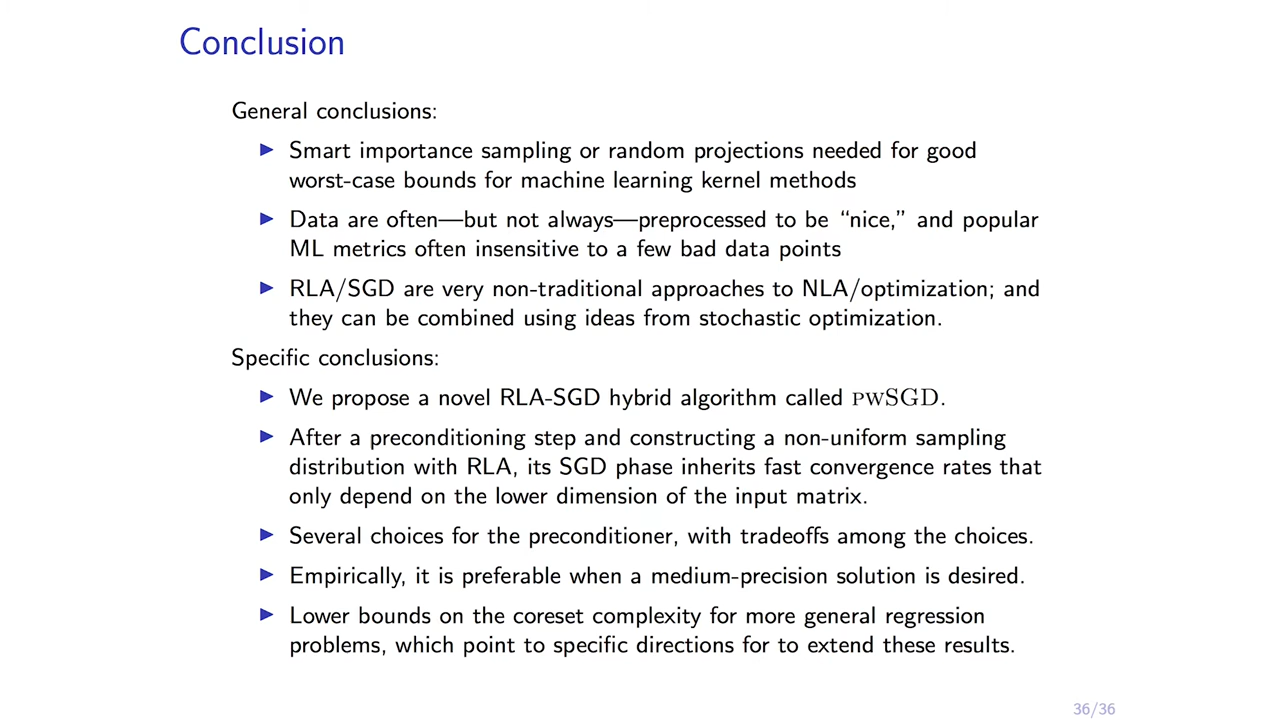 Conclusion
General conclusions:
▶ Smart importance sampling or random projections needed for good
worst-case bounds for machine learning kernel methods
▶ Data are often—but not always—preprocessed to be “nice,” and popular
ML metrics often insensitive to a few bad data points
▶ RLA/SGD are very non-traditional approaches to NLA/optimization; and
they can be combined using ideas from stochastic optimization.
Specific conclusions:
▶ We propose a novel RLA-SGD hybrid algorithm called PWSGD.
▶ After a preconditioning step and constructing a non-uniform sampling
distribution with RLA, its SGD phase inherits fast convergence rates that
only depend on the lower dimension of the input matrix.
▶ Several choices for the preconditioner, with tradeoffs among the choices.
▶ Empirically, it is preferable when a medium-precision solution is desired.
▶ Lower bounds on the coreset complexity for more general regression
problems, which point to specific directions for to extend these results.
36/36